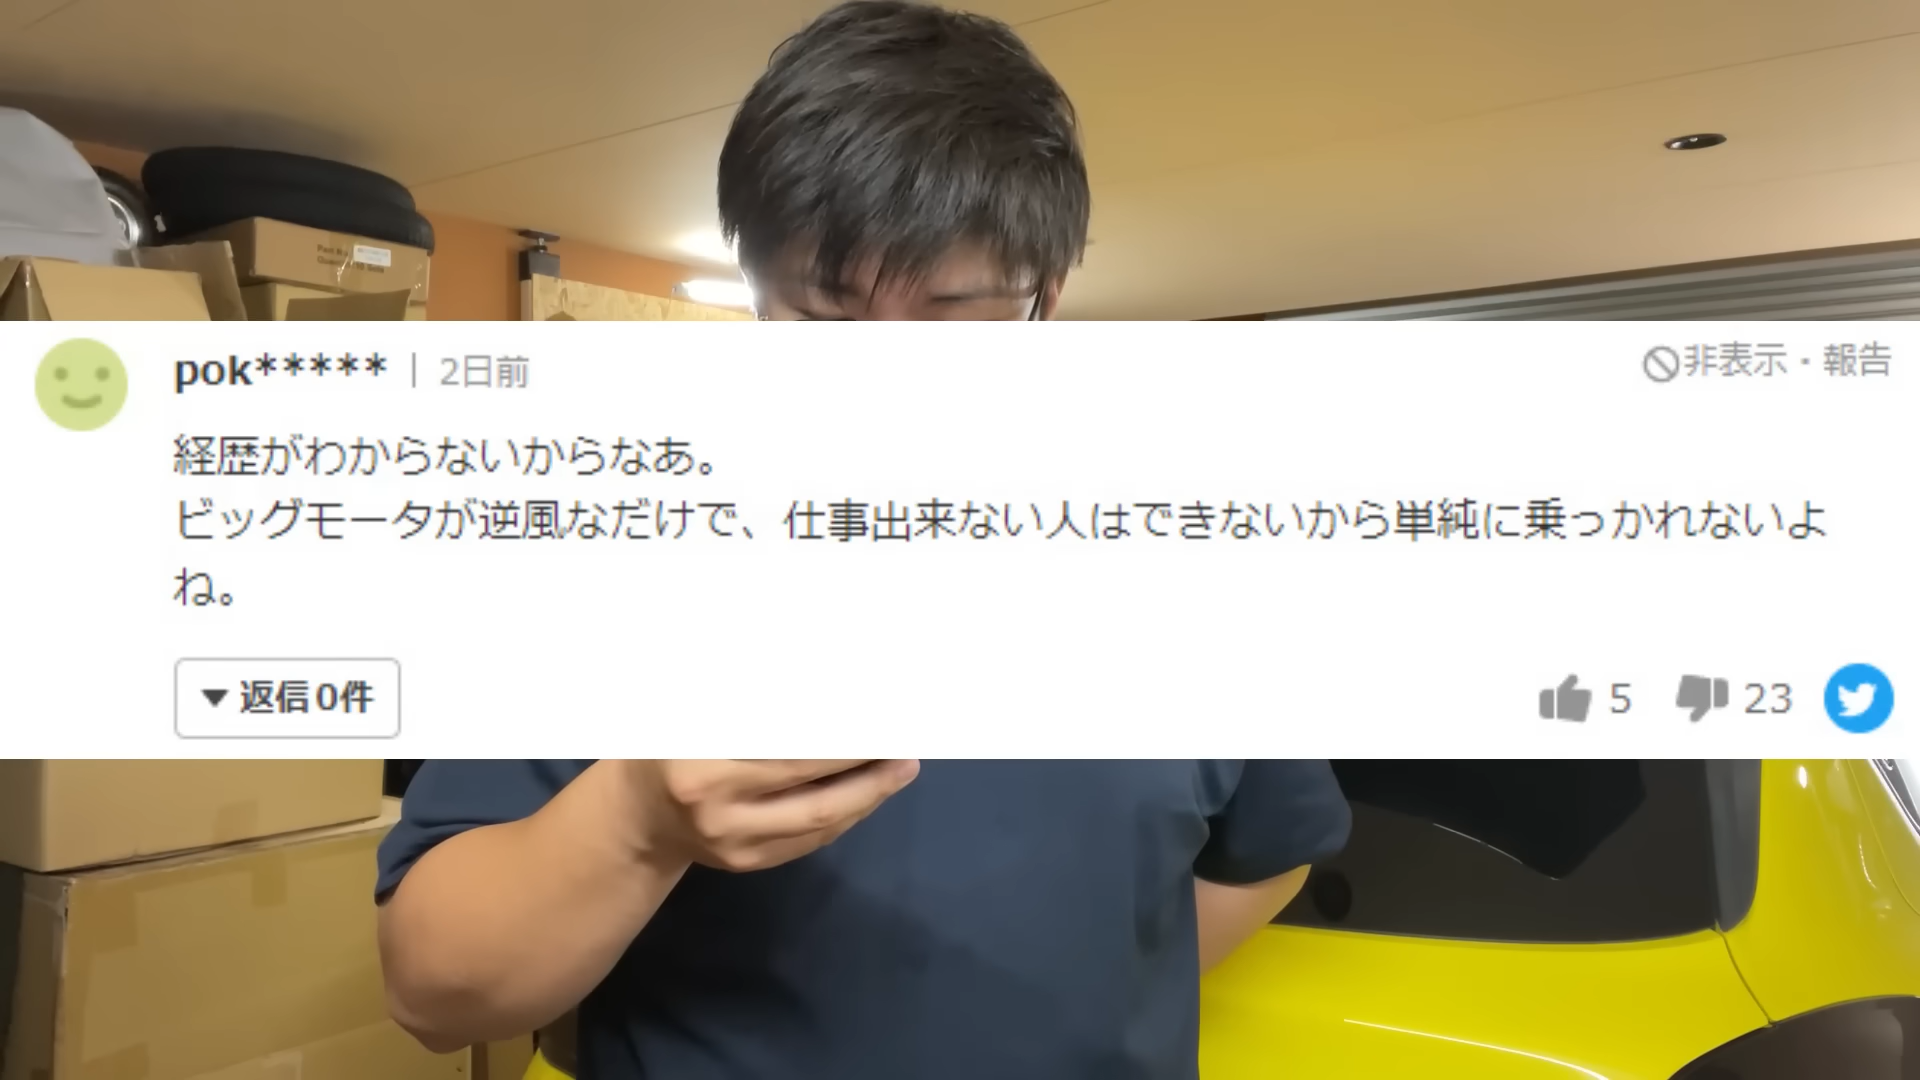 pok***** | 2日前
非表示・報告
経歴がわからないからなあ。
ビッグモータが逆風なだけで、仕事出来ない人はできないから単純に乗っかれないよ
ね。
返信0件
5
23